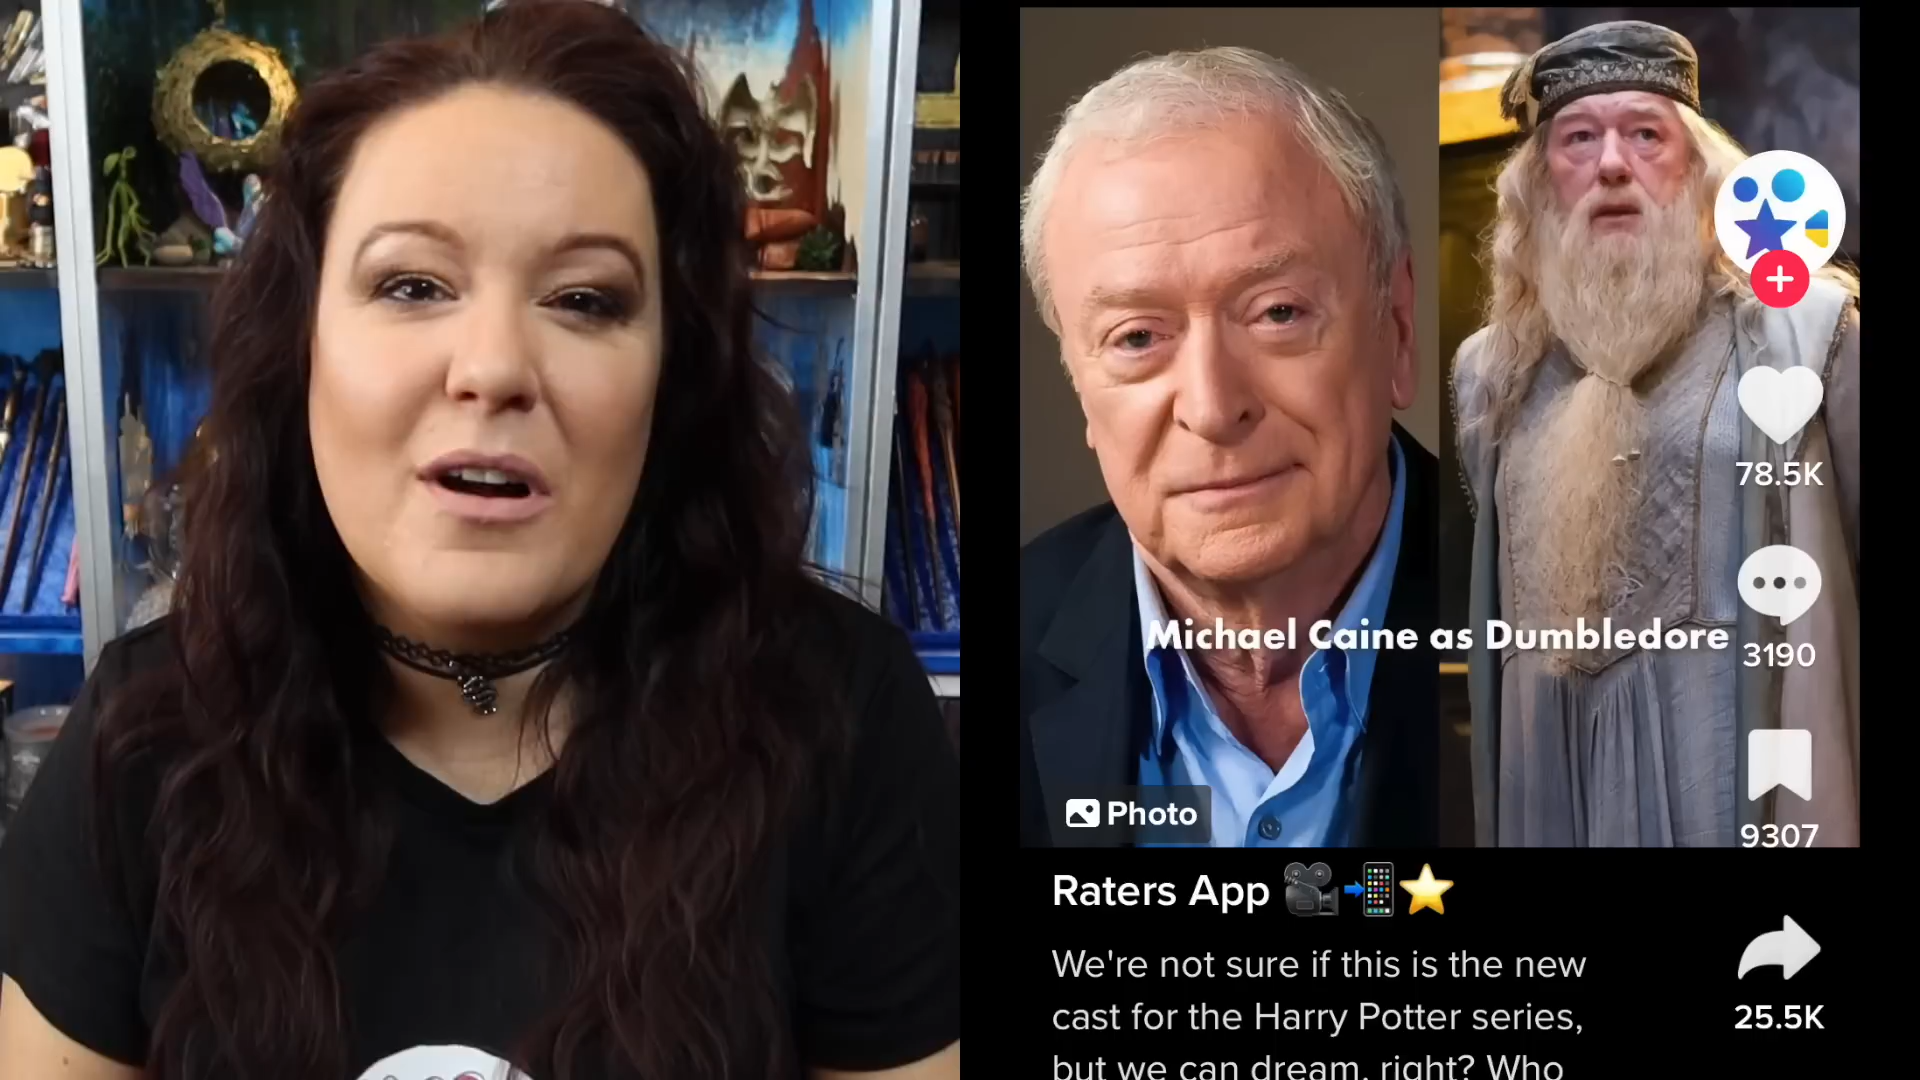 Michael Caine as Dumbledore
78.5K
3190
Photo
9307
Raters App
We're not sure if this is the new
cast for the Harry Potter series,
but we can dream, right? Who
25.5K